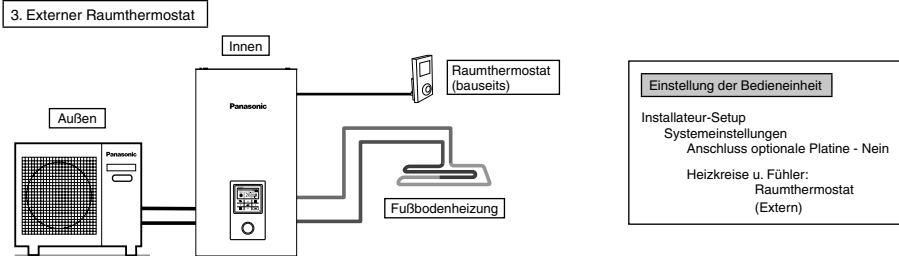 3. Externer Raumthermostat
Innen
Raumthermostat
(bauseits)
Panasonic
Außen
Panasonic
Fußbodenheizung
Einstellung der Bedieneinheit
Installateur-Setup
Systemeinstellungen
Anschluss optionale Platine - Nein
Heizkreise u. Fühler:
Raumthermostat
(Extern)